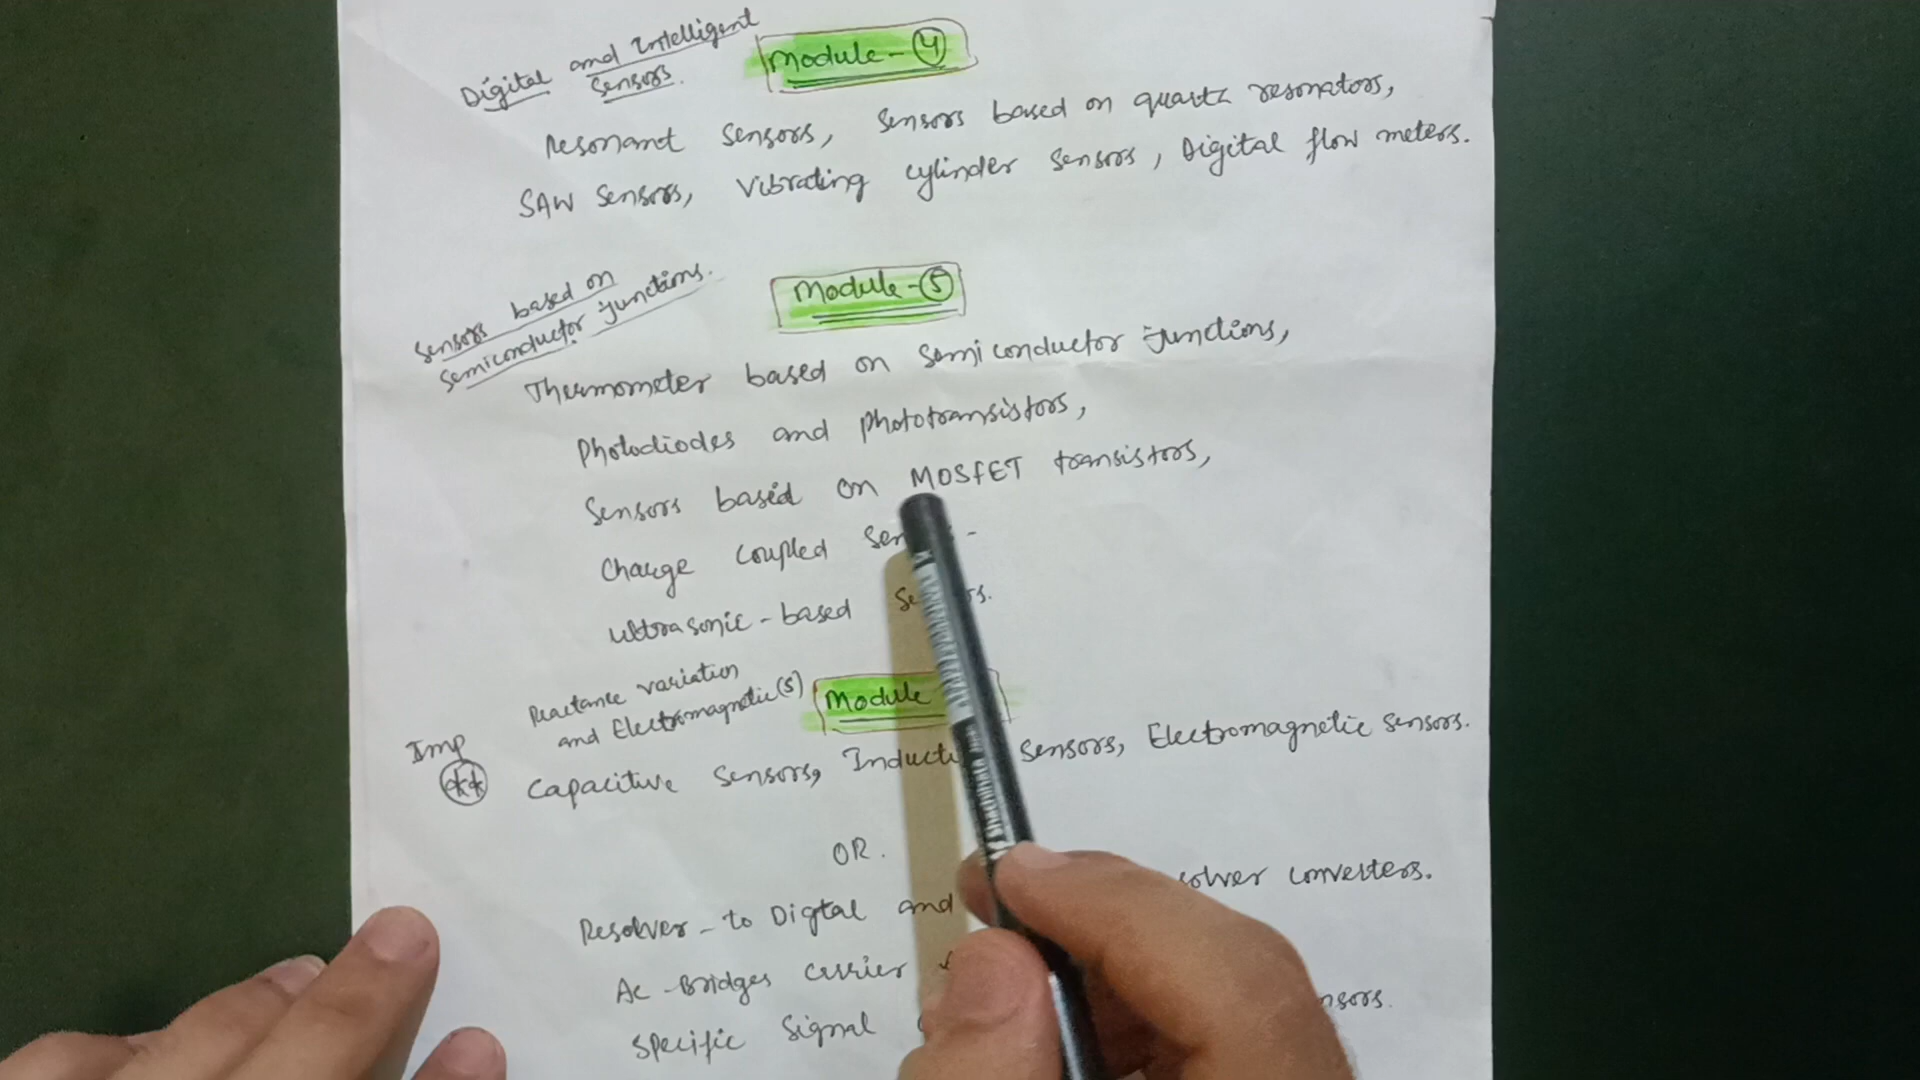 Digital and Intelligent
Sensors.
Module-4
Resonant Sensors, Sensors based on quartz resonators,
SAW Sensors, Vibrating cylinder Sensors, Digital flow meters.
Sensors based on
semiconductor junctions.
Module-5
Thermometer based on Semiconductor junctions,
Photodiodes and phototransistors,
Sensors based on MOSFET transistors,
Charge coupled
Ultrasonic-based
Reactance variation
and Electromagnetic(s)
Module
Imp
** Capacitive Sensors, Sensors, Electromagnetic Sensors.
OR.
Resolver-to Digtal and converters.
AC-Bridges carrier
Specific Signal